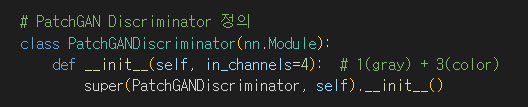 # PatchGAN Discriminator 정의
class PatchGANDiscriminator(nn.Module):
    def __init__(self, in_channels=4):  # 1(gray) + 3(color)
        super(PatchGANDiscriminator, self).__init__()